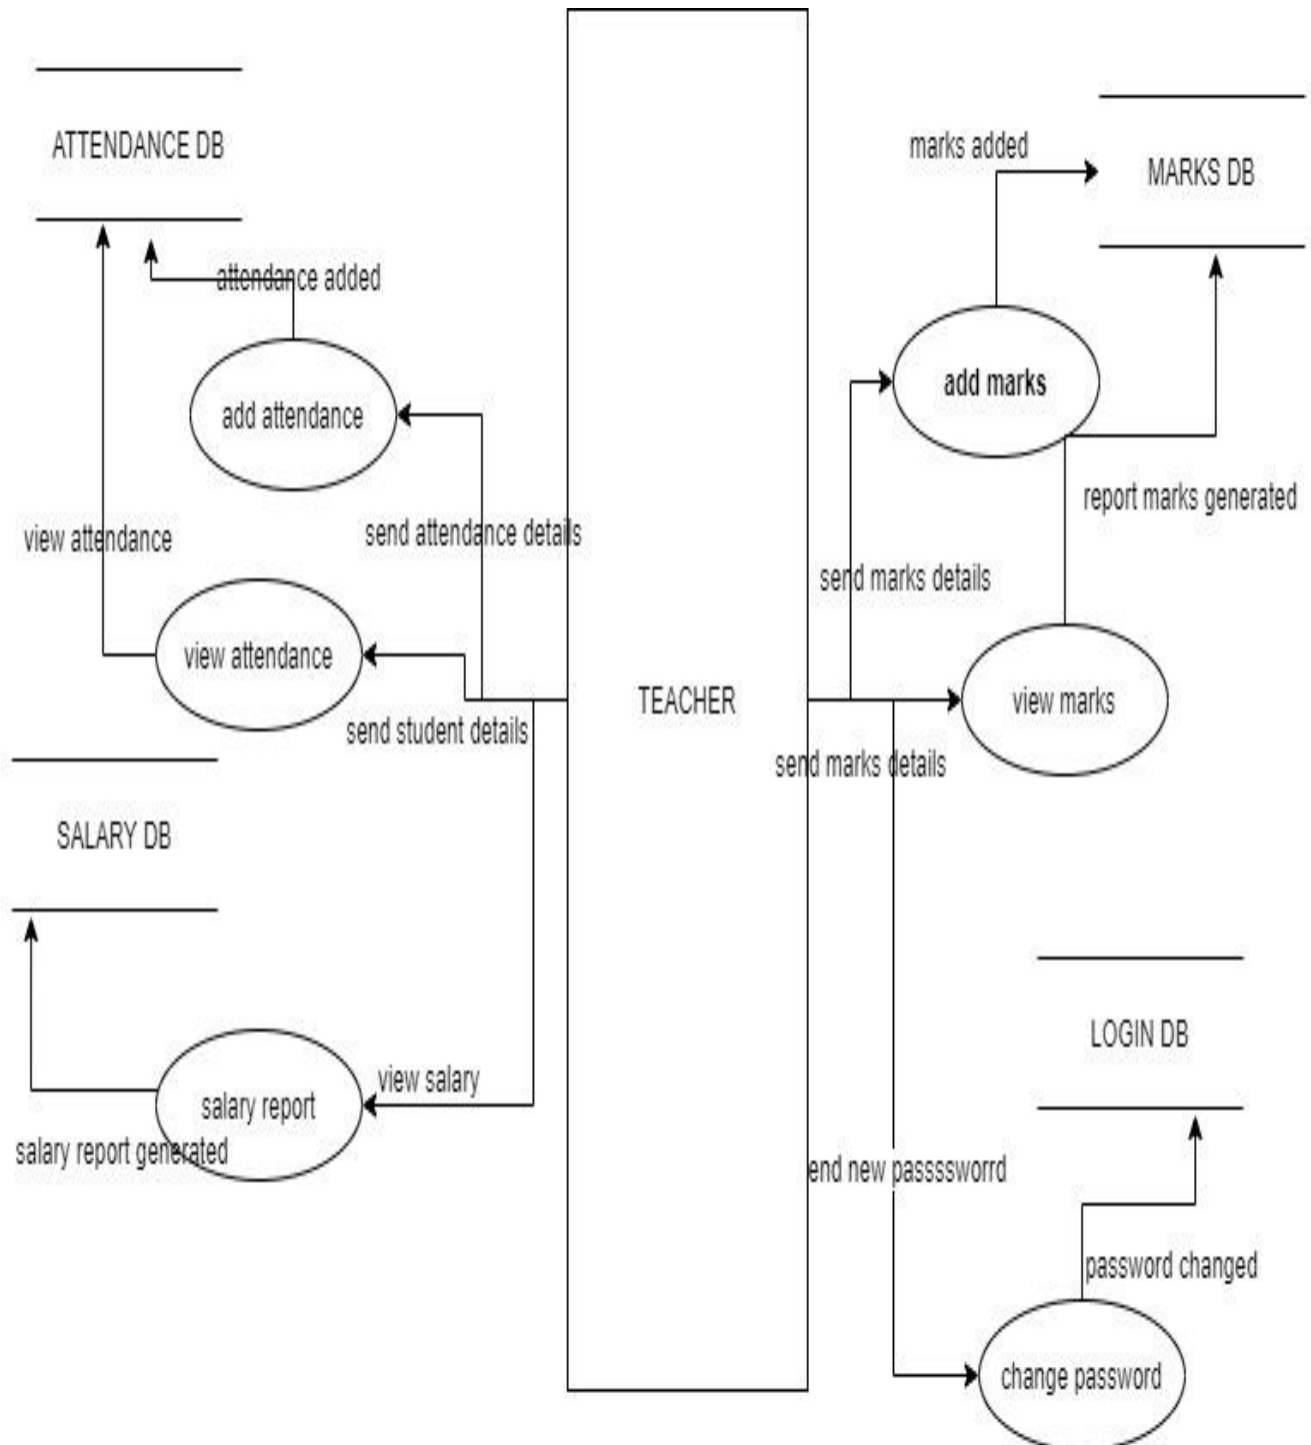 ATTENDANCE DB
marks added
MARKS DB
attendance added
add attendance
add marks
view attendance
send attendance details
report marks generated
send marks details
view attendance
send student details
TEACHER
view marks
send marks details
SALARY DB
LOGIN DB
view salary
salary report
salary report generated
end new passssworrd
password changed
change password